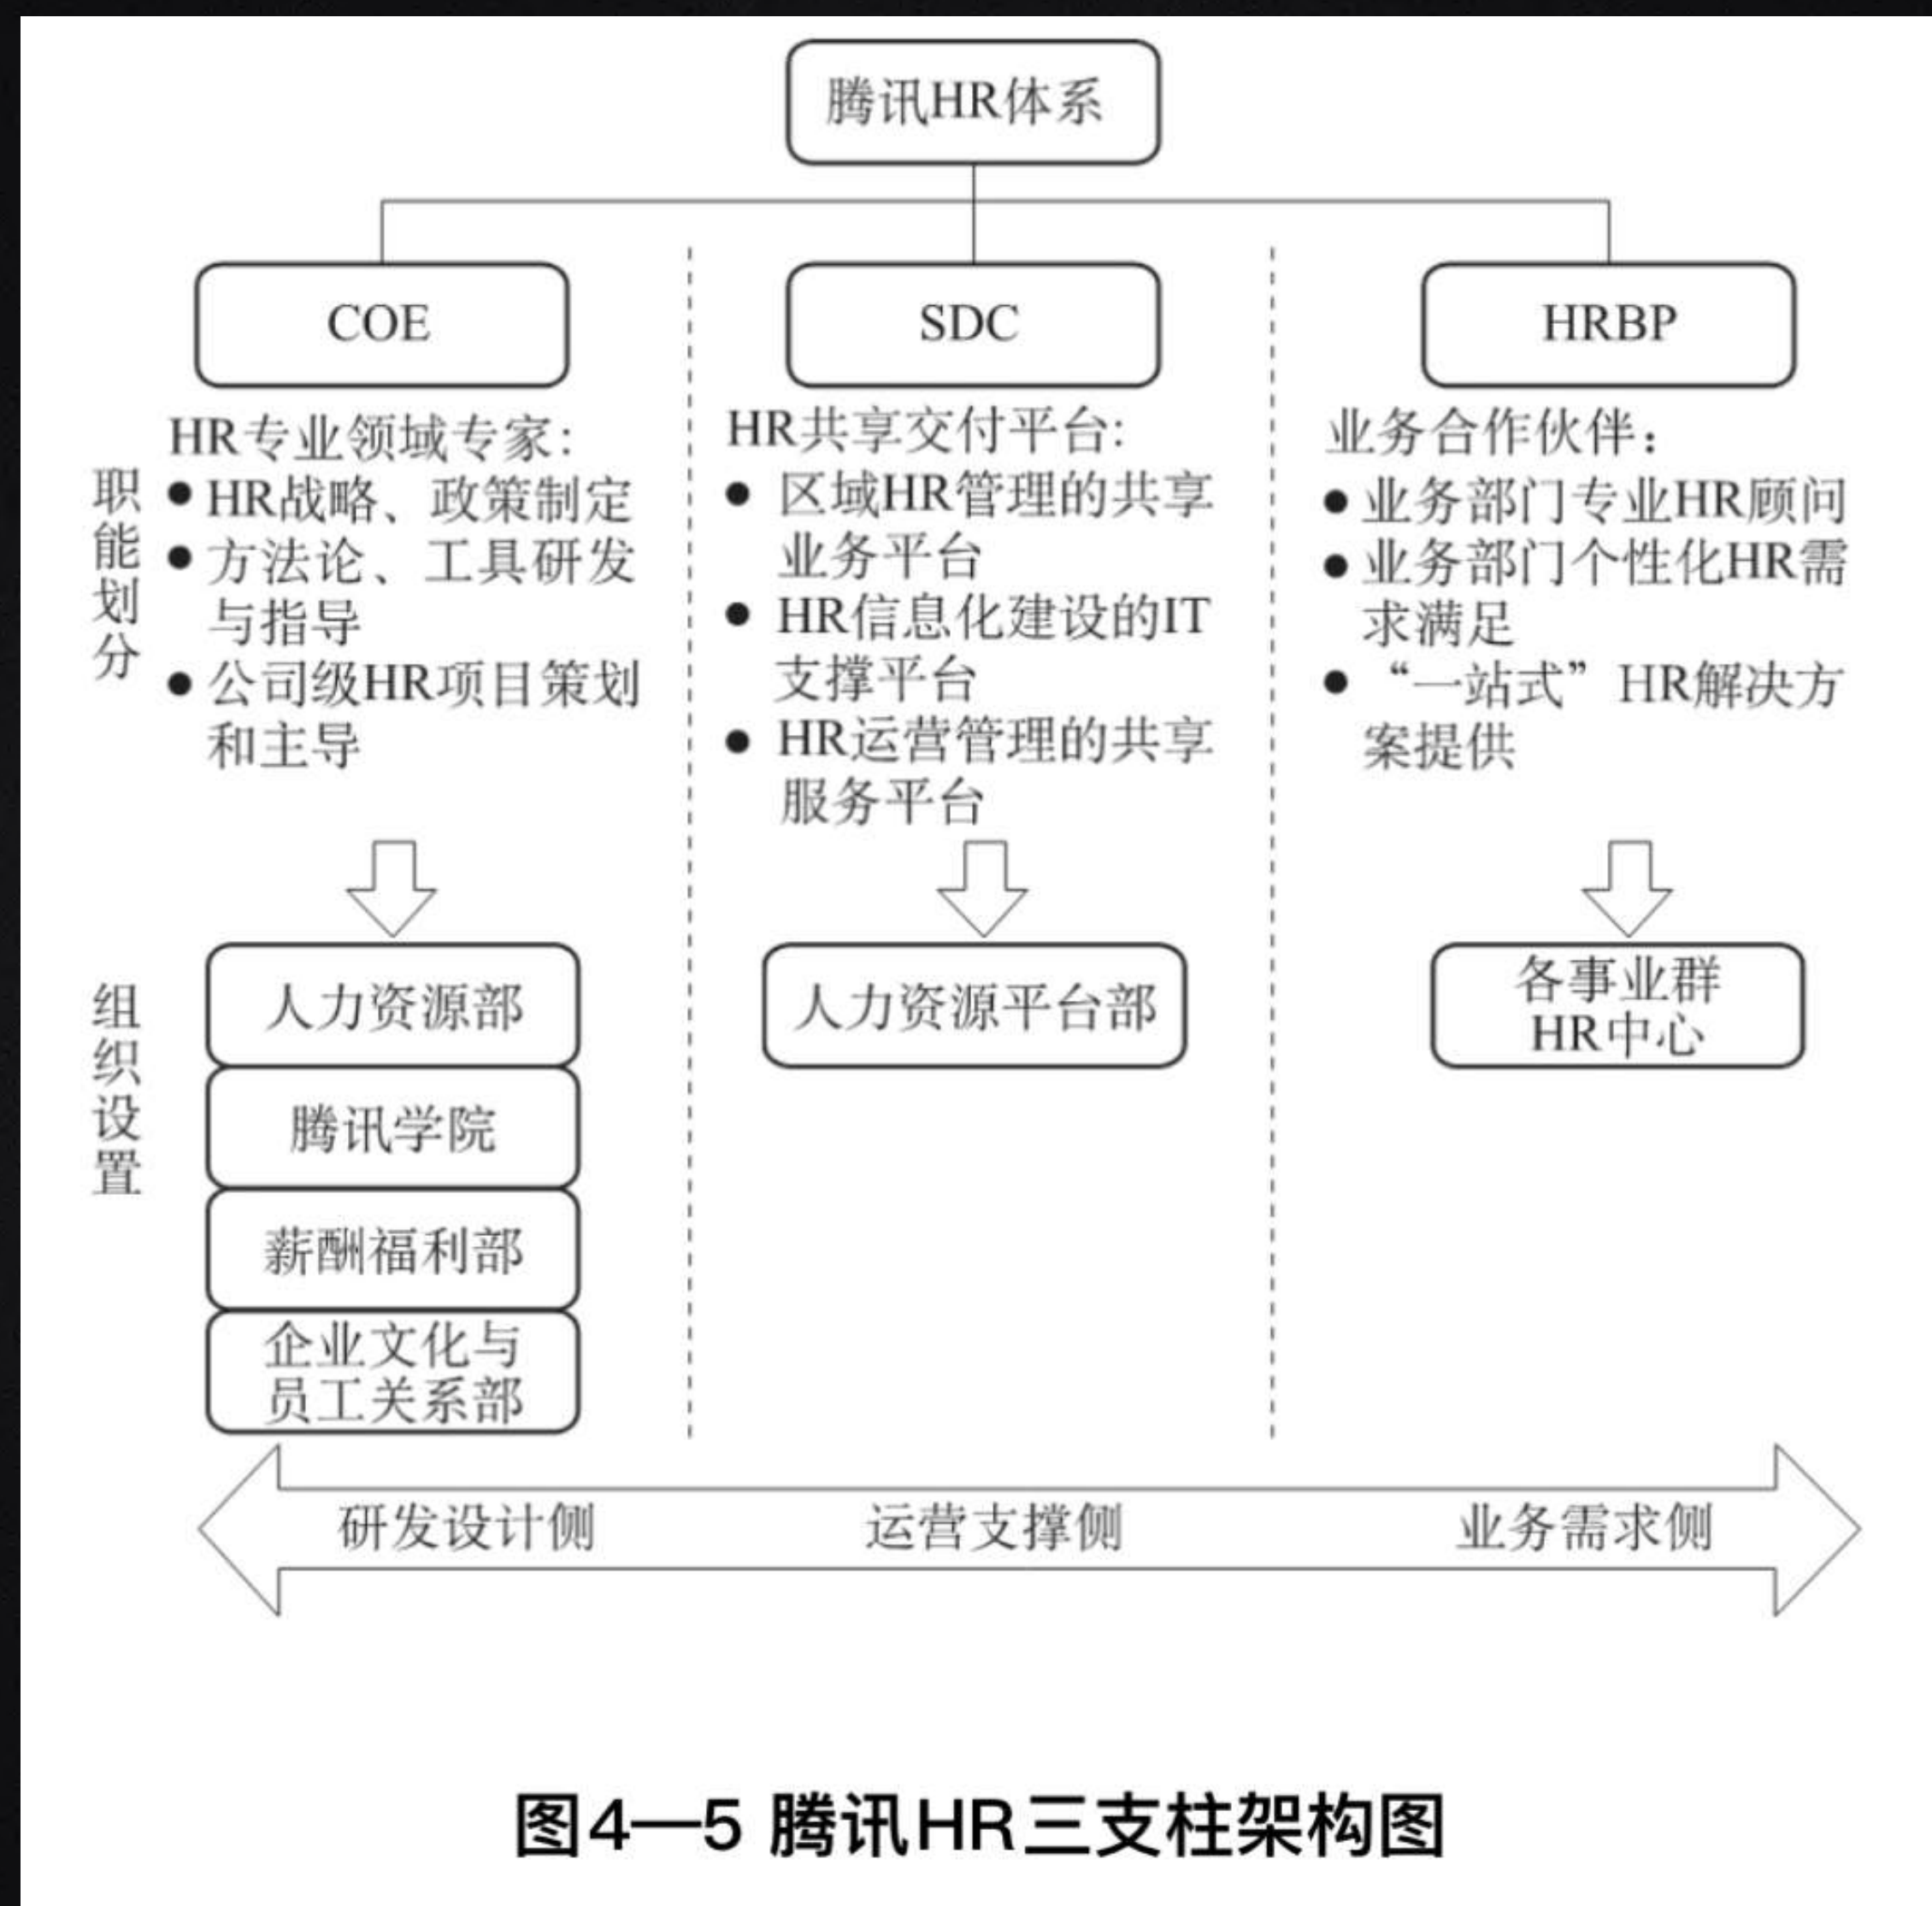 腾讯HR体系
COE
SDC
HRBP
职能划分
HR专业领域专家：
● HR战略、政策制定
● 方法论、工具研发
与指导
● 公司级HR项目策划
和主导
HR共享交付平台：
● 区域HR管理的共享
业务平台
● HR信息化建设的IT
支撑平台
● HR运营管理的共享
服务平台
业务合作伙伴：
● 业务部门专业HR顾问
● 业务部门个性化HR需
求满足
● “一站式”HR解决方
案提供
组织设置
人力资源部
腾讯学院
薪酬福利部
企业文化与
员工关系部
人力资源平台部
各事业群
HR中心
研发设计侧
运营支撑侧
业务需求侧
图4—5 腾讯HR三支柱架构图